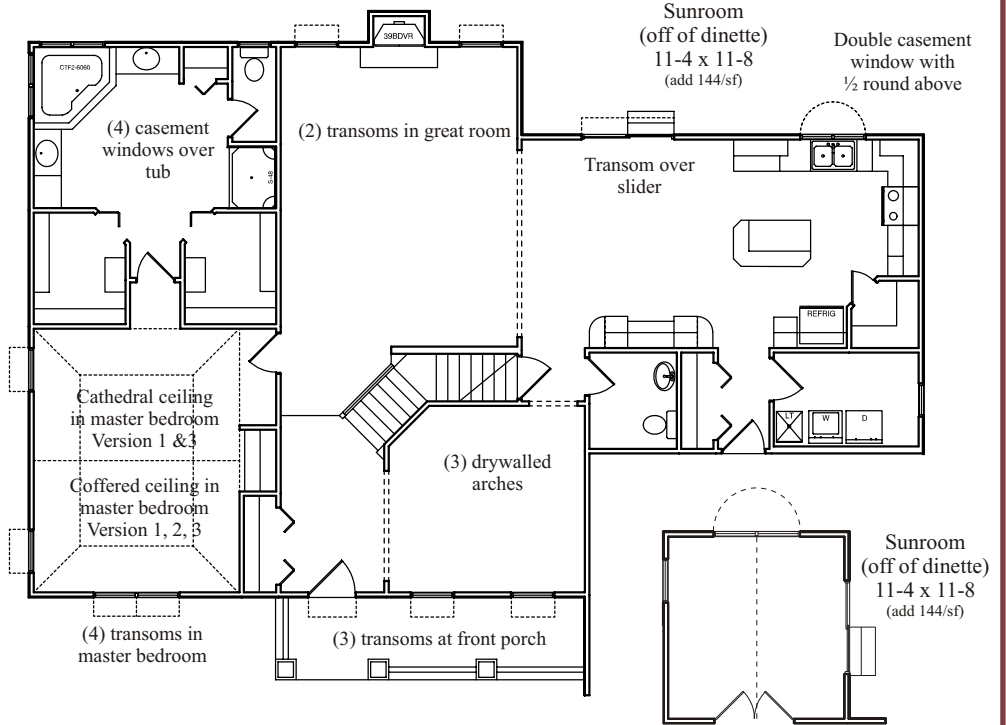 Sunroom
(off of dinette)
11-4 x 11-8
(add 144/sf)
Double casement
window with
½ round above
39BDVR
CTF2-6060
(4) casement
windows over
tub
S-48
(2) transoms in great room
Transom over
slider
REFRIG
Cathedral ceiling
in master bedroom
Version 1 &3
Coffered ceiling in
master bedroom
Version 1, 2, 3
(3) drywalled
arches
LT
W
D
(4) transoms in
master bedroom
(3) transoms at front porch
Sunroom
(off of dinette)
11-4 x 11-8
(add 144/sf)